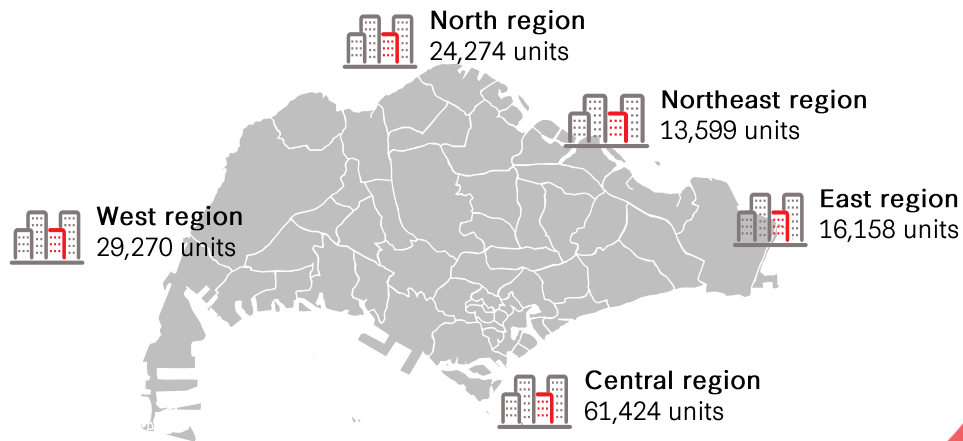 North region
24,274 units
Northeast region
13,599 units
East region
16,158 units
West region
29,270 units
Central region
61,424 units